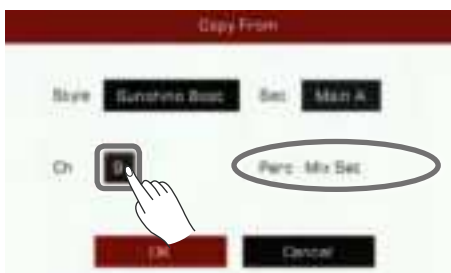 Copy From
Style Sunshine Beat Sec Main A
Ch
Perc Mix Set
OK Cancel